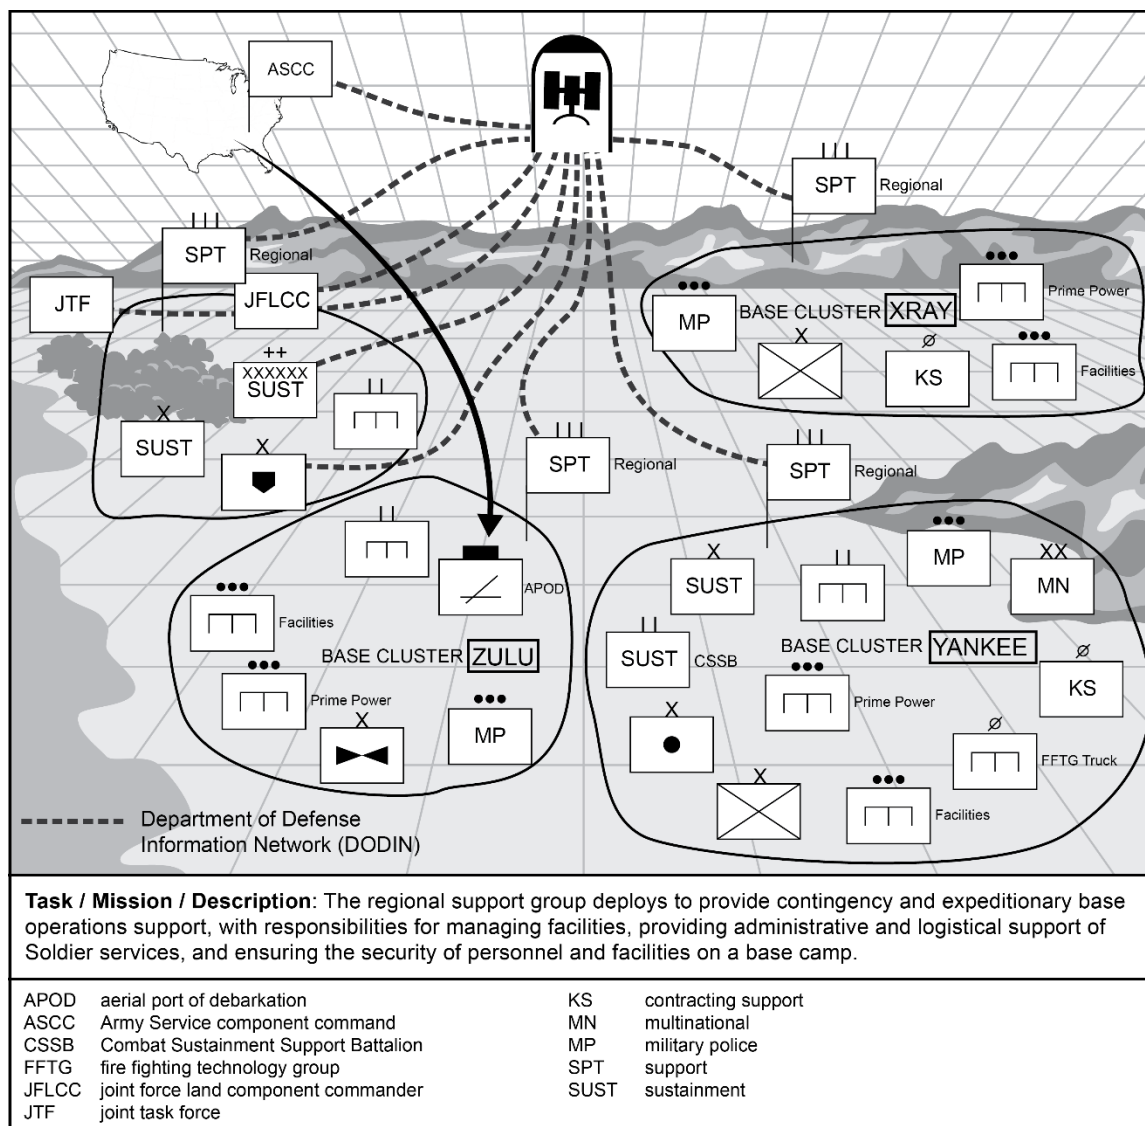 ASCC
SPT
Regional
SPT
Regional
JTF
JFLCC
++
XXXXXX
SUST
X
SUST
X
II
Prime Power
MP
BASE CLUSTER XRAY
X
Ø
KS
Facilities
III
SPT
Regional
III
SPT
Regional
II
APOD
Facilities
BASE CLUSTER ZULU
Prime Power
X
MP
X
SUST
II
MP
XX
MN
II
SUST
CSSB
BASE CLUSTER YANKEE
Ø
KS
Prime Power
X
Ø
FFTG Truck
X
Facilities
Department of Defense
Information Network (DODIN)
Task / Mission / Description: The regional support group deploys to provide contingency and expeditionary base
operations support, with responsibilities for managing facilities, providing administrative and logistical support of
Soldier services, and ensuring the security of personnel and facilities on a base camp.
APOD aerial port of debarkation
ASCC Army Service component command
CSSB Combat Sustainment Support Battalion
FFTG fire fighting technology group
JFLCC joint force land component commander
JTF joint task force
KS contracting support
MN multinational
MP military police
SPT support
SUST sustainment